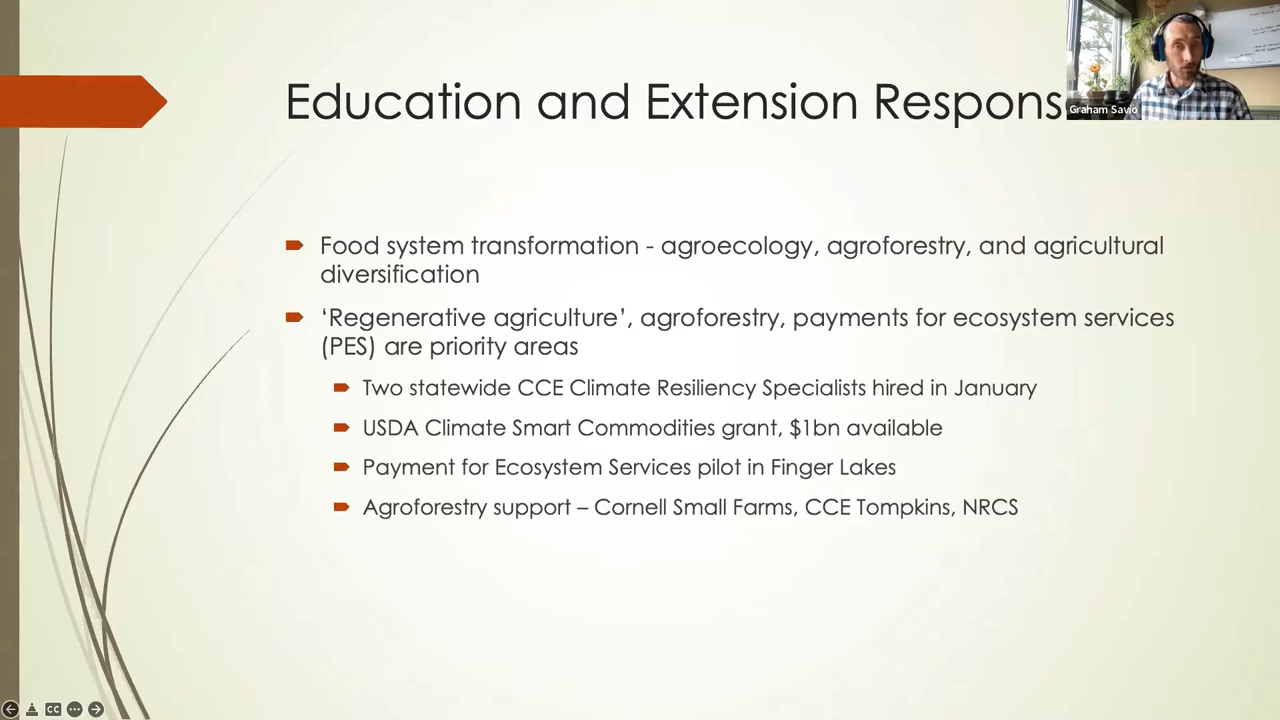 Education and Extension Respons
Graham Savio
Food system transformation - agroecology, agroforestry, and agricultural
diversification
‘Regenerative agriculture’, agroforestry, payments for ecosystem services
(PES) are priority areas
Two statewide CCE Climate Resiliency Specialists hired in January
USDA Climate Smart Commodities grant, $1bn available
Payment for Ecosystem Services pilot in Finger Lakes
Agroforestry support – Cornell Small Farms, CCE Tompkins, NRCS
CC